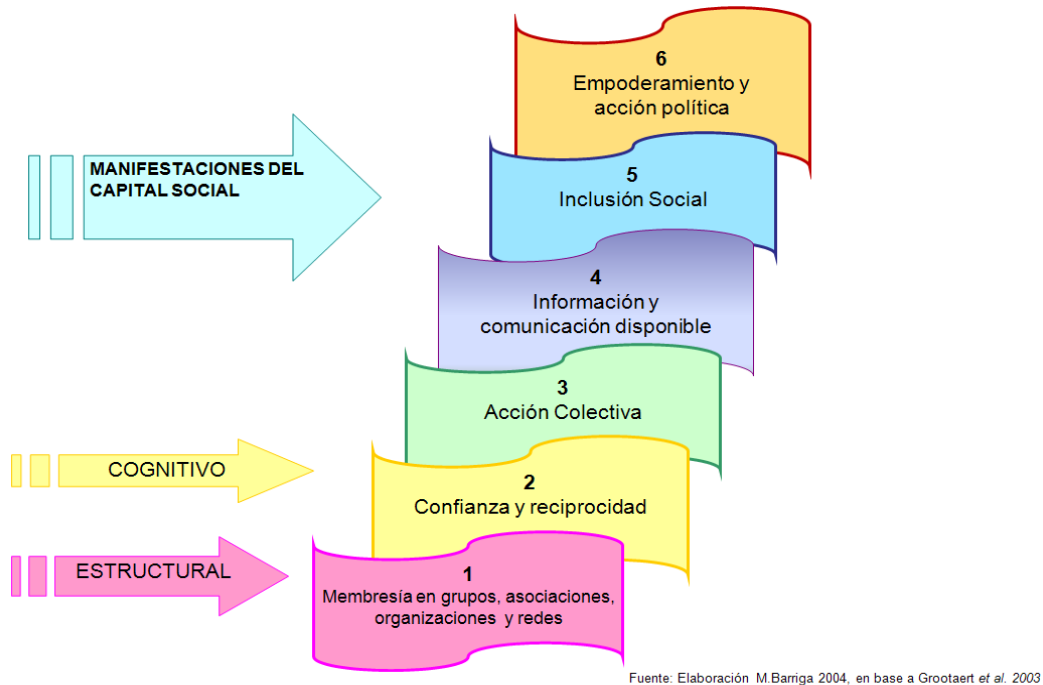 6
Empoderamiento y
acción política
MANIFESTACIONES DEL
CAPITAL SOCIAL
5
Inclusión Social
4
Información y
comunicación disponible
3
Acción Colectiva
COGNITIVO
2
Confianza y reciprocidad
ESTRUCTURAL
1
Membresía en grupos, asociaciones,
organizaciones y redes
Fuente: Elaboración M.Barriga 2004, en base a Grootaert et al. 2003